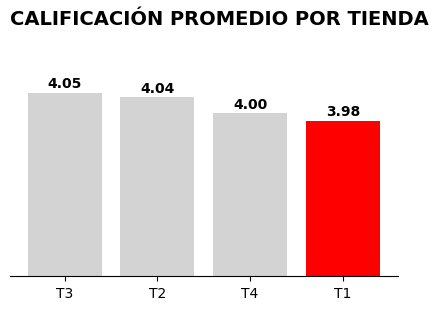 CALIFICACIÓN PROMEDIO POR TIENDA
4.05
4.04
4.00
3.98
T3
T2
T4
T1